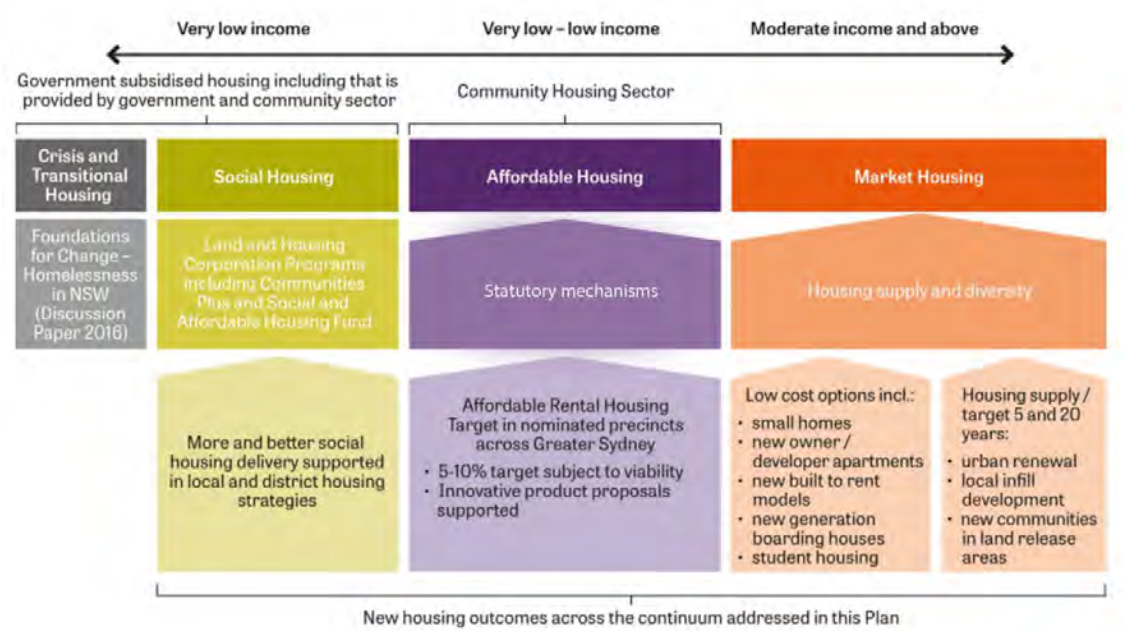 Very low income
Very low – low income
Moderate income and above
Government subsidised housing including that is
provided by government and community sector
Community Housing Sector
Crisis and
Transitional
Housing
Social Housing
Affordable Housing
Market Housing
Foundations
for Change –
Homelessness
in NSW
(Discussion
Paper 2016)
Land and Housing
Corporation Programs
including Communities
Plus and Social and
Affordable Housing Fund
Statutory mechanisms
Housing supply and diversity
More and better social
housing delivery supported
in local and district housing
strategies
Affordable Rental Housing
Target in nominated precincts
across Greater Sydney
• 5-10% target subject to viability
• Innovative product proposals
supported
Low cost options incl.:
• small homes
• new owner /
developer apartments
• new built to rent
models
• new generation
boarding houses
• student housing
Housing supply /
target 5 and 20
years:
• urban renewal
• local infill
development
• new communities
in land release
areas
New housing outcomes across the continuum addressed in this Plan